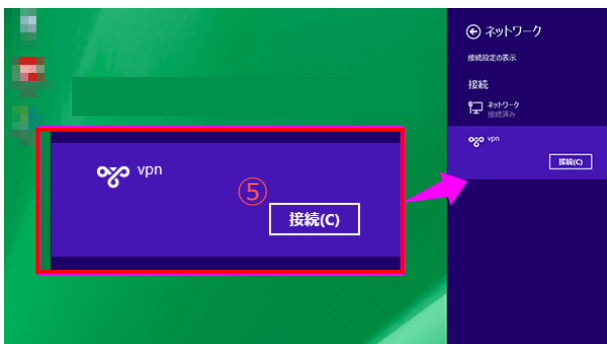 ネットワーク
接続設定の表示
接続
ネットワーク
接続済み
vpn
接続(C)
vpn
⑤
接続(C)